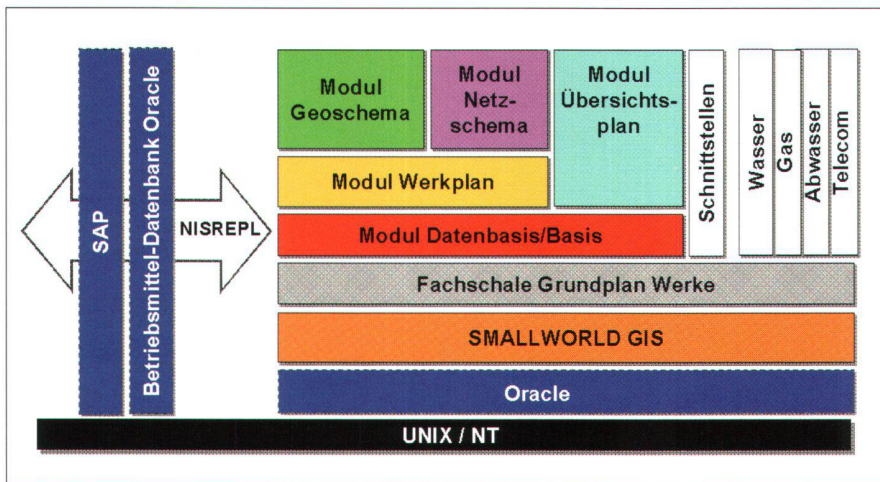 SAP
Betriebsmittel-Datenbank Oracle
NISREPL
Modul
Geoschema
Modul
Netz-
schema
Modul
Übersichts-
plan
Schnittstellen
Wasser
Gas
Abwasser
Telecom
Modul Werkplan
Modul Datenbasis/Basis
Fachschale Grundplan Werke
SMALLWORLD GIS
Oracle
UNIX / NT